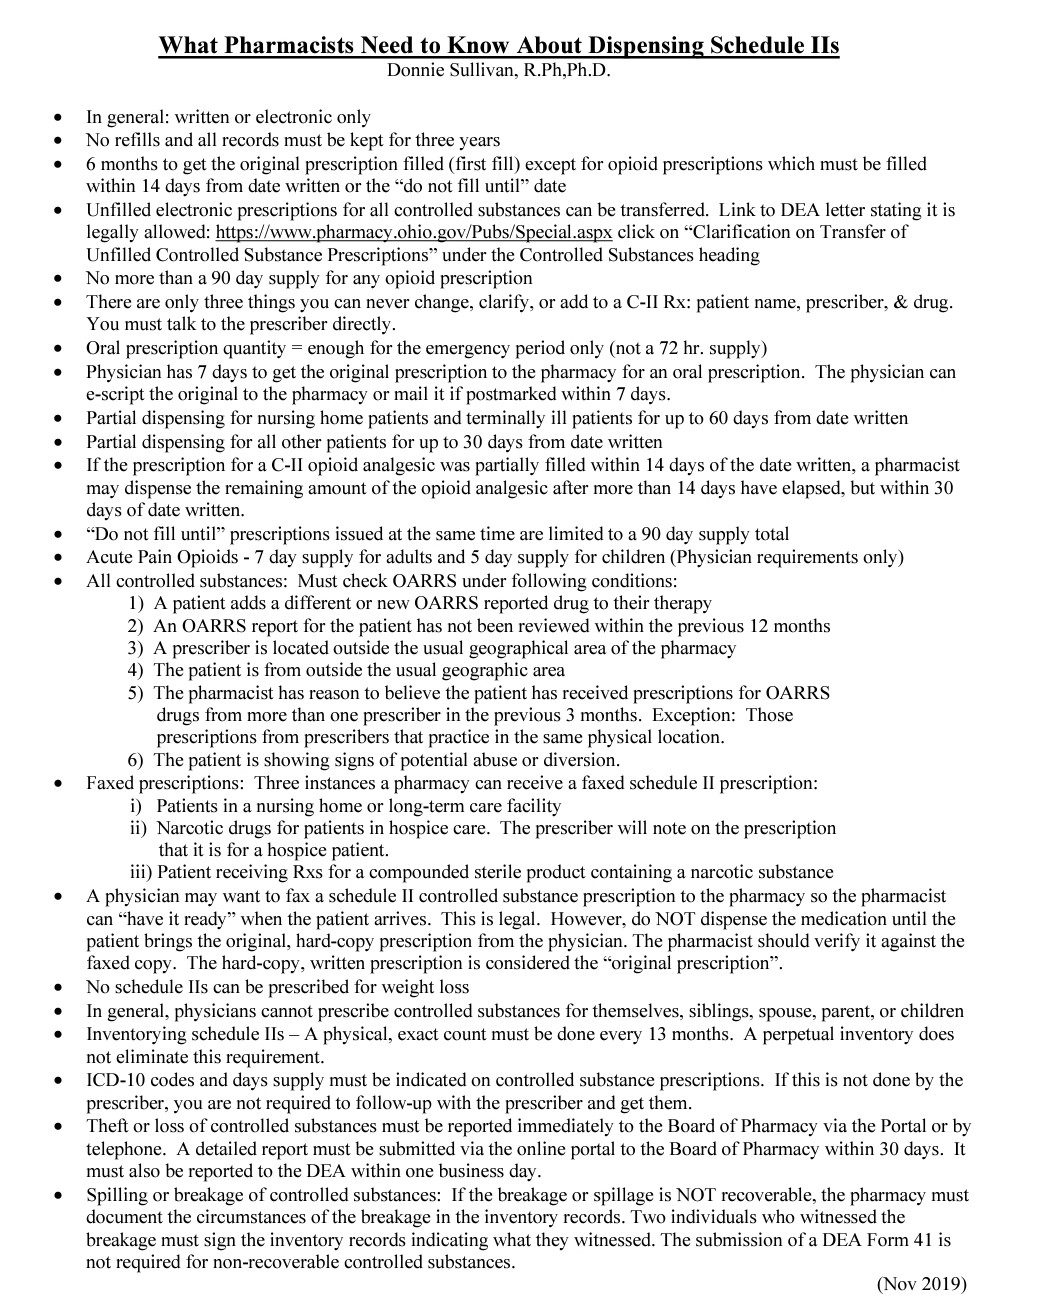 What Pharmacists Need to Know About Dispensing Schedule IIs
Donnie Sullivan, R.Ph,Ph.D.
• In general: written or electronic only
• No refills and all records must be kept for three years
• 6 months to get the original prescription filled (first fill) except for opioid prescriptions which must be filled
within 14 days from date written or the “do not fill until” date
• Unfilled electronic prescriptions for all controlled substances can be transferred. Link to DEA letter stating it is
legally allowed: https://www.pharmacy.ohio.gov/Pubs/Special.aspx click on “Clarification on Transfer of
Unfilled Controlled Substance Prescriptions” under the Controlled Substances heading
• No more than a 90 day supply for any opioid prescription
• There are only three things you can never change, clarify, or add to a C-II Rx: patient name, prescriber, & drug.
You must talk to the prescriber directly.
• Oral prescription quantity = enough for the emergency period only (not a 72 hr. supply)
• Physician has 7 days to get the original prescription to the pharmacy for an oral prescription. The physician can
e-script the original to the pharmacy or mail it if postmarked within 7 days.
• Partial dispensing for nursing home patients and terminally ill patients for up to 60 days from date written
• Partial dispensing for all other patients for up to 30 days from date written
• If the prescription for a C-II opioid analgesic was partially filled within 14 days of the date written, a pharmacist
may dispense the remaining amount of the opioid analgesic after more than 14 days have elapsed, but within 30
days of date written.
• “Do not fill until” prescriptions issued at the same time are limited to a 90 day supply total
• Acute Pain Opioids - 7 day supply for adults and 5 day supply for children (Physician requirements only)
• All controlled substances: Must check OARRS under following conditions:
1) A patient adds a different or new OARRS reported drug to their therapy
2) An OARRS report for the patient has not been reviewed within the previous 12 months
3) A prescriber is located outside the usual geographical area of the pharmacy
4) The patient is from outside the usual geographic area
5) The pharmacist has reason to believe the patient has received prescriptions for OARRS
drugs from more than one prescriber in the previous 3 months. Exception: Those
prescriptions from prescribers that practice in the same physical location.
6) The patient is showing signs of potential abuse or diversion.
• Faxed prescriptions: Three instances a pharmacy can receive a faxed schedule II prescription:
i) Patients in a nursing home or long-term care facility
ii) Narcotic drugs for patients in hospice care. The prescriber will note on the prescription
that it is for a hospice patient.
iii) Patient receiving Rxs for a compounded sterile product containing a narcotic substance
• A physician may want to fax a schedule II controlled substance prescription to the pharmacy so the pharmacist
can “have it ready” when the patient arrives. This is legal. However, do NOT dispense the medication until the
patient brings the original, hard-copy prescription from the physician. The pharmacist should verify it against the
faxed copy. The hard-copy, written prescription is considered the “original prescription”.
• No schedule IIs can be prescribed for weight loss
• In general, physicians cannot prescribe controlled substances for themselves, siblings, spouse, parent, or children
• Inventorying schedule IIs – A physical, exact count must be done every 13 months. A perpetual inventory does
not eliminate this requirement.
• ICD-10 codes and days supply must be indicated on controlled substance prescriptions. If this is not done by the
prescriber, you are not required to follow-up with the prescriber and get them.
• Theft or loss of controlled substances must be reported immediately to the Board of Pharmacy via the Portal or by
telephone. A detailed report must be submitted via the online portal to the Board of Pharmacy within 30 days. It
must also be reported to the DEA within one business day.
• Spilling or breakage of controlled substances: If the breakage or spillage is NOT recoverable, the pharmacy must
document the circumstances of the breakage in the inventory records. Two individuals who witnessed the
breakage must sign the inventory records indicating what they witnessed. The submission of a DEA Form 41 is
not required for non-recoverable controlled substances.
(Nov 2019)